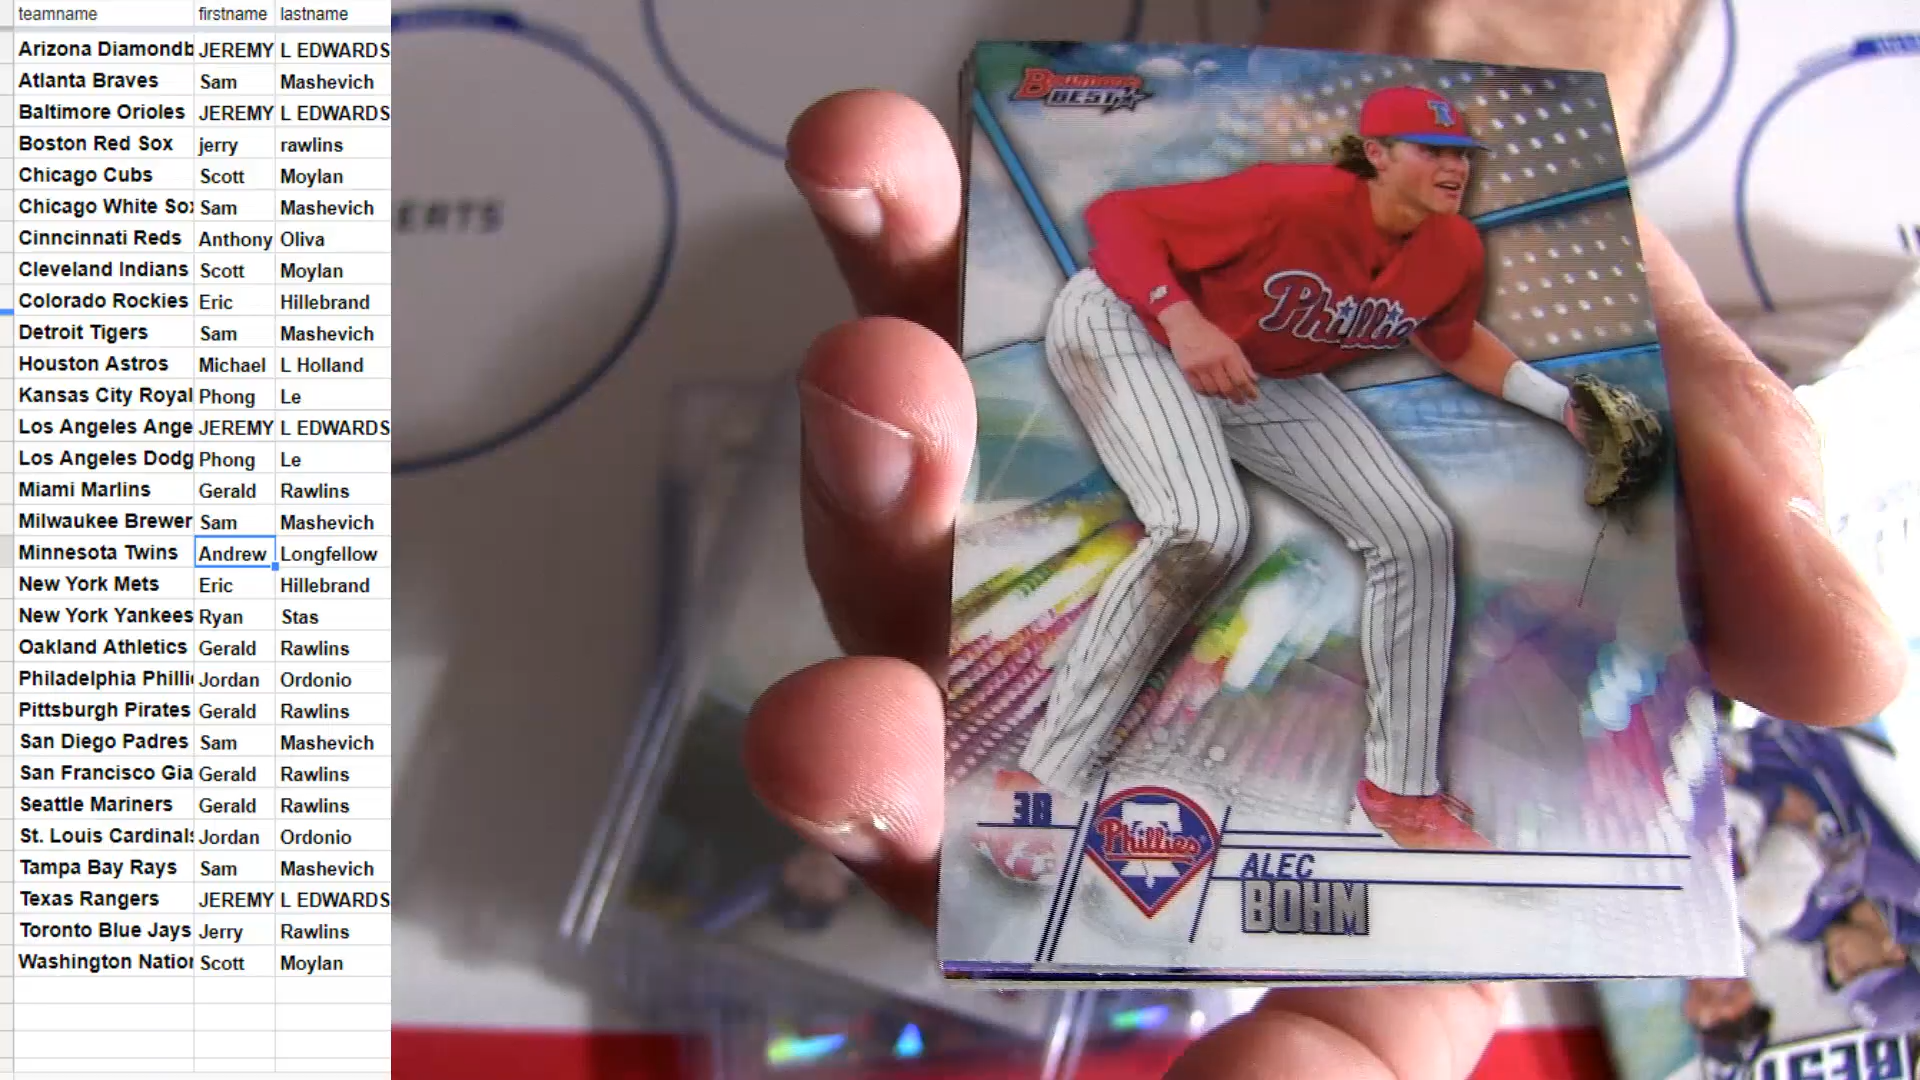 teamname firstname lastname
Arizona Diamondb JEREMY L EDWARDS
Atlanta Braves Sam Mashevich
Baltimore Orioles JEREMY L EDWARDS
Boston Red Sox jerry rawlins
Chicago Cubs Scott Moylan
Chicago White Sox Sam Mashevich
Cinncinnati Reds Anthony Oliva
Cleveland Indians Scott Moylan
Colorado Rockies Eric Hillebrand
Detroit Tigers Sam Mashevich
Houston Astros Michael L Holland
Kansas City Royal Phong Le
Los Angeles Ange JEREMY L EDWARDS
Los Angeles Dodg Phong Le
Miami Marlins Gerald Rawlins
Milwaukee Brewer Sam Mashevich
Minnesota Twins Andrew Longfellow
New York Mets Eric Hillebrand
New York Yankees Ryan Stas
Oakland Athletics Gerald Rawlins
Philadelphia Philli Jordan Ordonio
Pittsburgh Pirates Gerald Rawlins
San Diego Padres Sam Mashevich
San Francisco Gia Gerald Rawlins
Seattle Mariners Gerald Rawlins
St. Louis Cardinals Jordan Ordonio
Tampa Bay Rays Sam Mashevich
Texas Rangers JEREMY L EDWARDS
Toronto Blue Jays Jerry Rawlins
Washington Nation Scott Moylan
Bowman's
BEST
Phillies
3B
Phillies
ALEC
BOHM
BEST